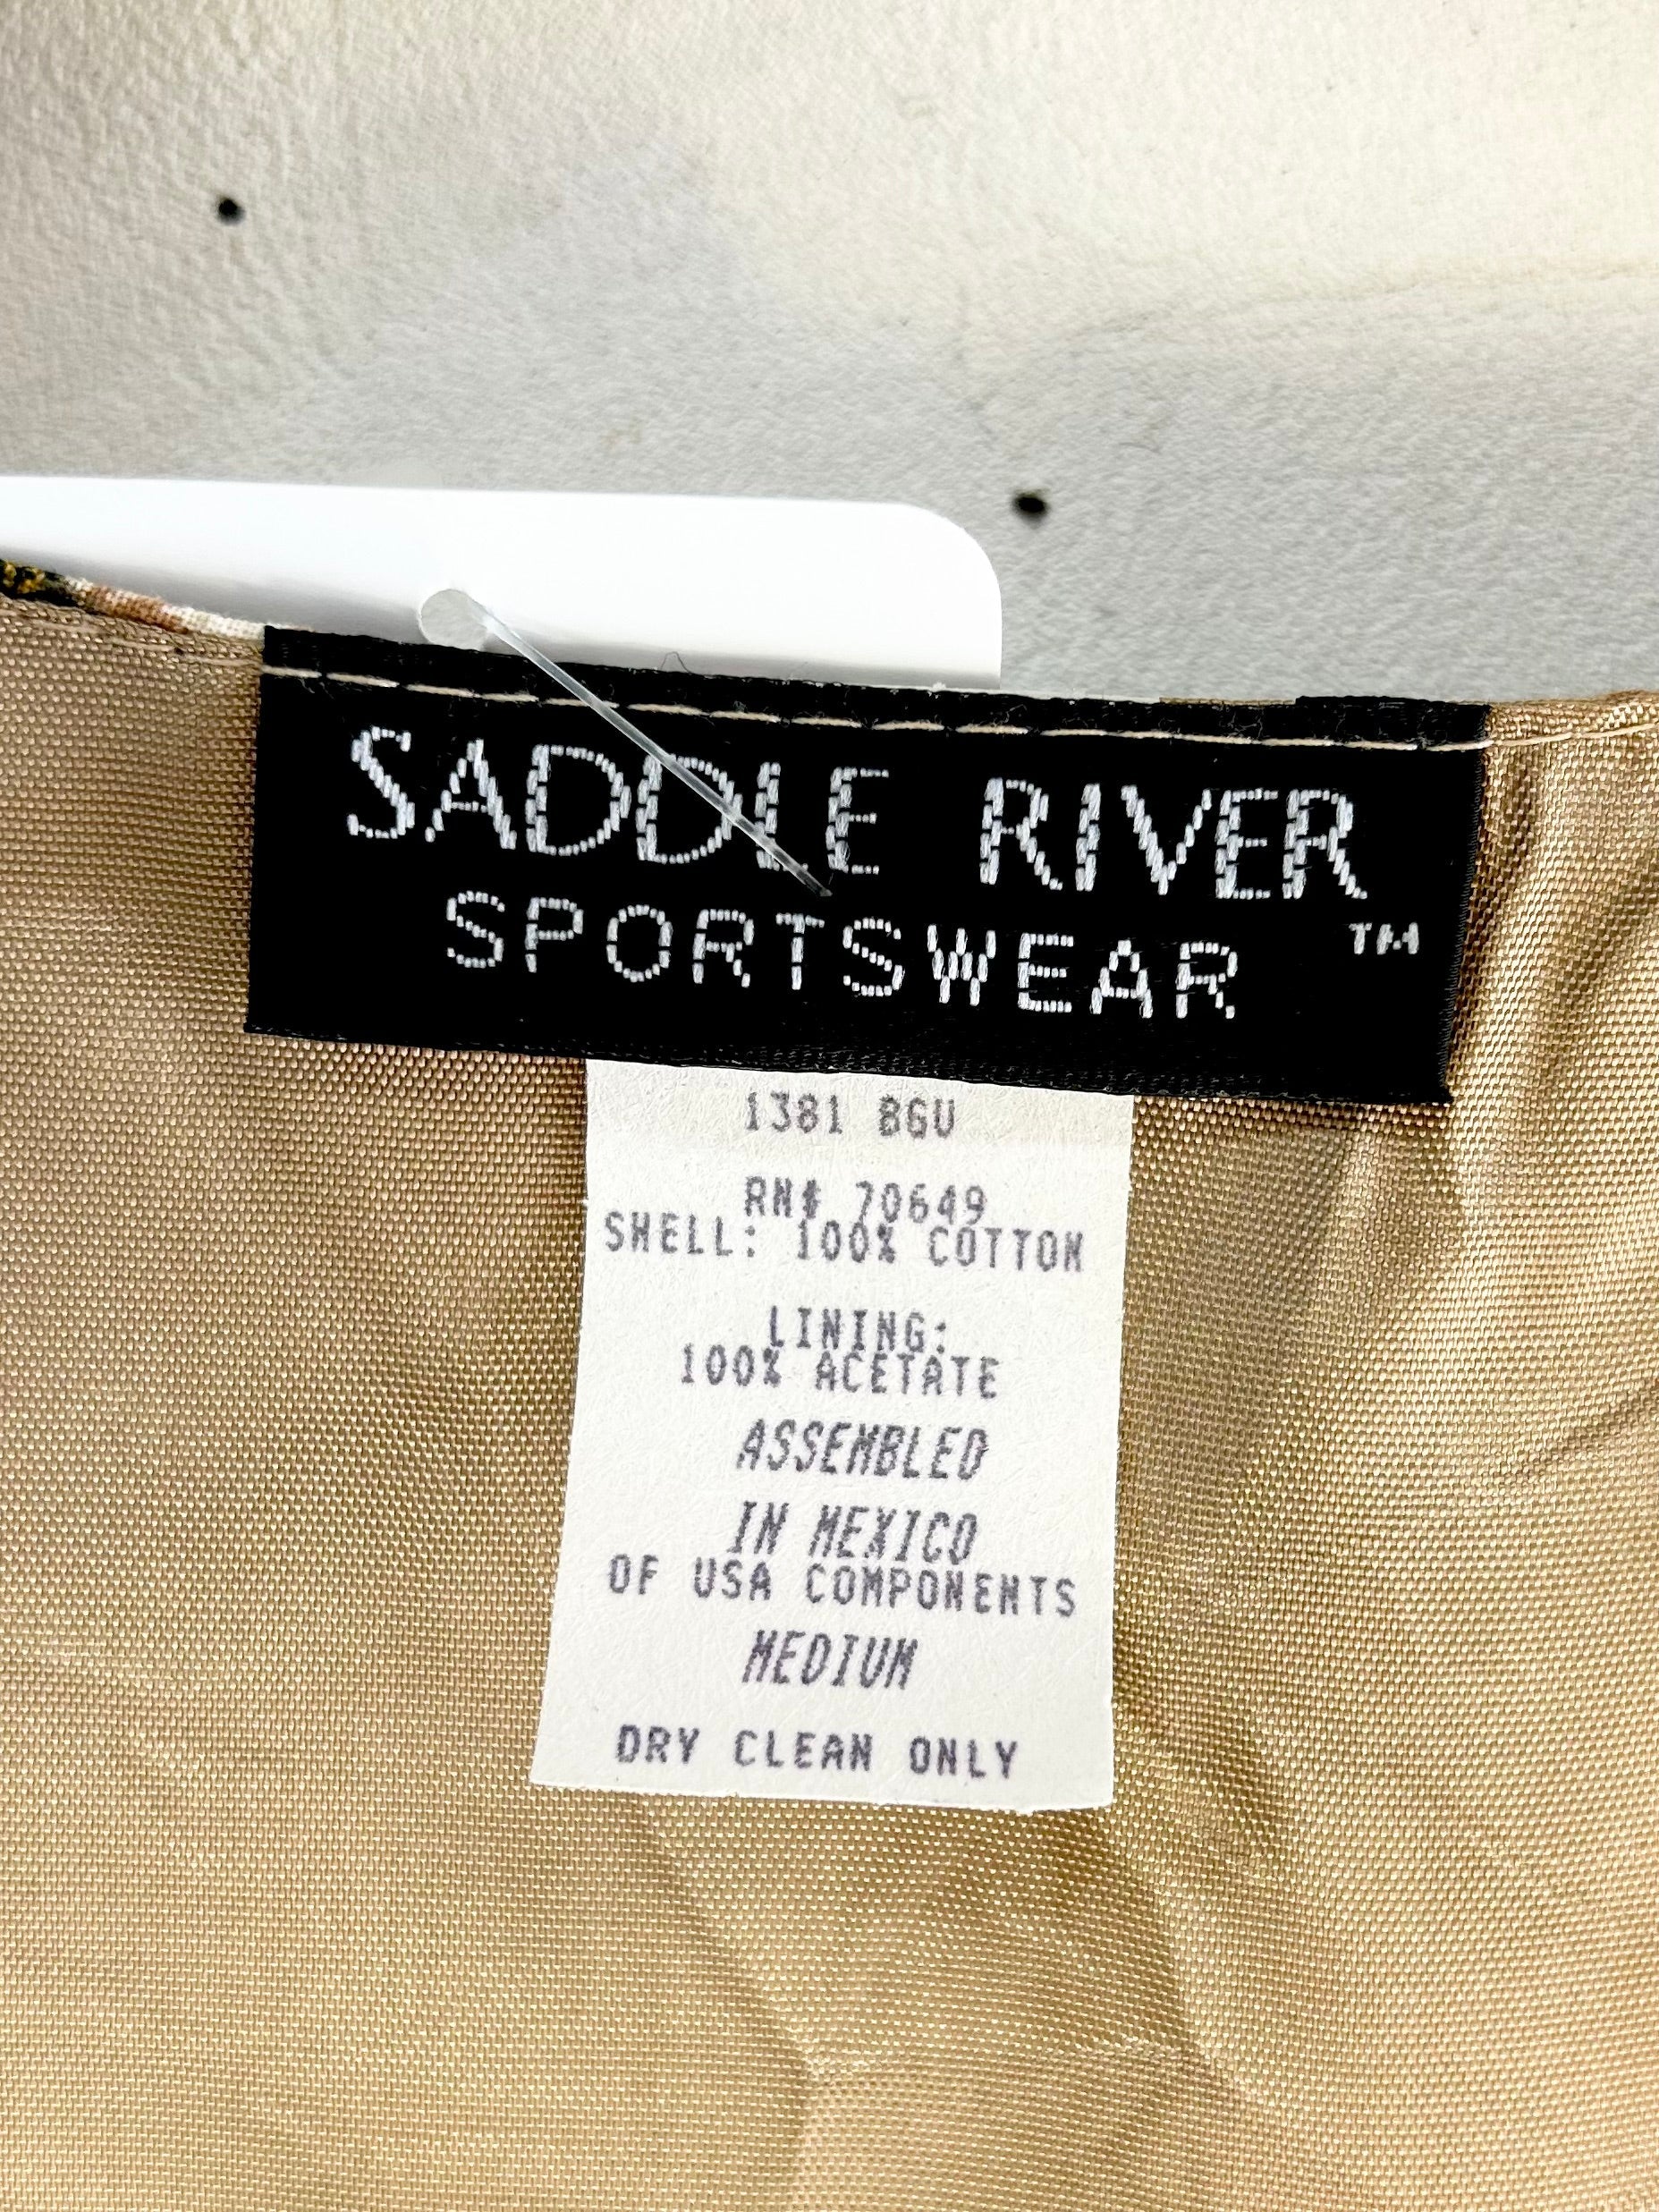 SADDLE RIVER
SPORTSWEAR ™
1381 BGU
RN# 70649
SHELL: 100% COTTON
LINING:
100% ACETATE
ASSEMBLED
IN MEXICO
OF USA COMPONENTS
MEDIUM
DRY CLEAN ONLY